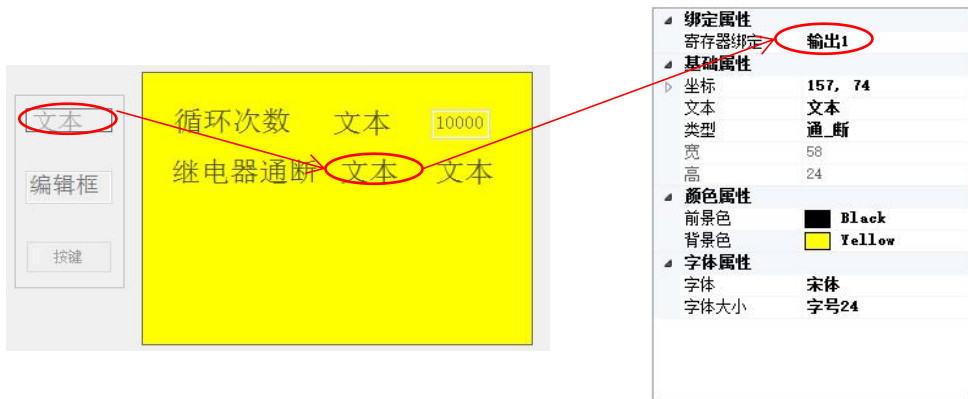 文本
编辑框
按键
循环次数 文本 10000
继电器通断 文本 文本
绑定属性
寄存器绑定 输出1
基础属性
坐标 157, 74
文本 文本
类型 通_断
宽 58
高 24
颜色属性
前景色 Black
背景色 Yellow
字体属性
字体 宋体
字体大小 字号24